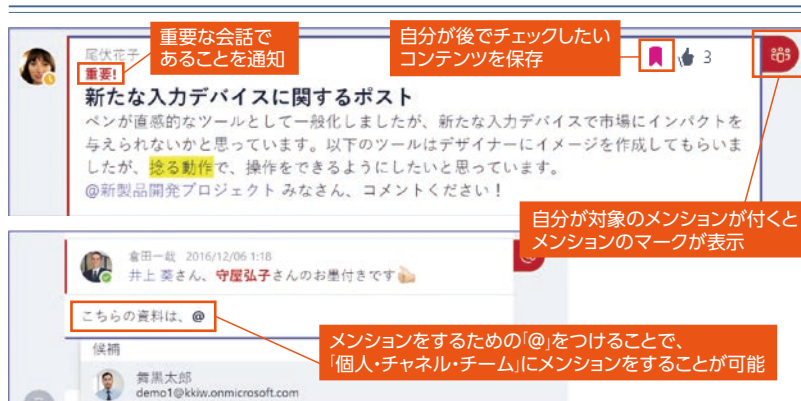 重要な会話で
あることを通知
自分が後でチェックしたい
コンテンツを保存
尾伏花子
重要!
3
新たな入力デバイスに関するポスト
ペンが直感的なツールとして一般化しましたが、新たな入力デバイスで市場にインパクトを
与えられないかと思っています。以下のツールはデザイナーにイメージを作成してもらいま
したが、捻る動作で、操作をできるようにしたいと思っています。
@新製品開発プロジェクト みなさん、コメントください！
自分が対象のメンションが付くと
メンションのマークが表示
倉田一哉 2016/12/06 1:18
井上 葵さん、守屋弘子さんのお墨付きです
こちらの資料は、@
メンションをするための「@」をつけることで、
「個人・チャネル・チーム」にメンションをすることが可能
候補
舞黒太郎
demo1@kkiw.onmicrosoft.com